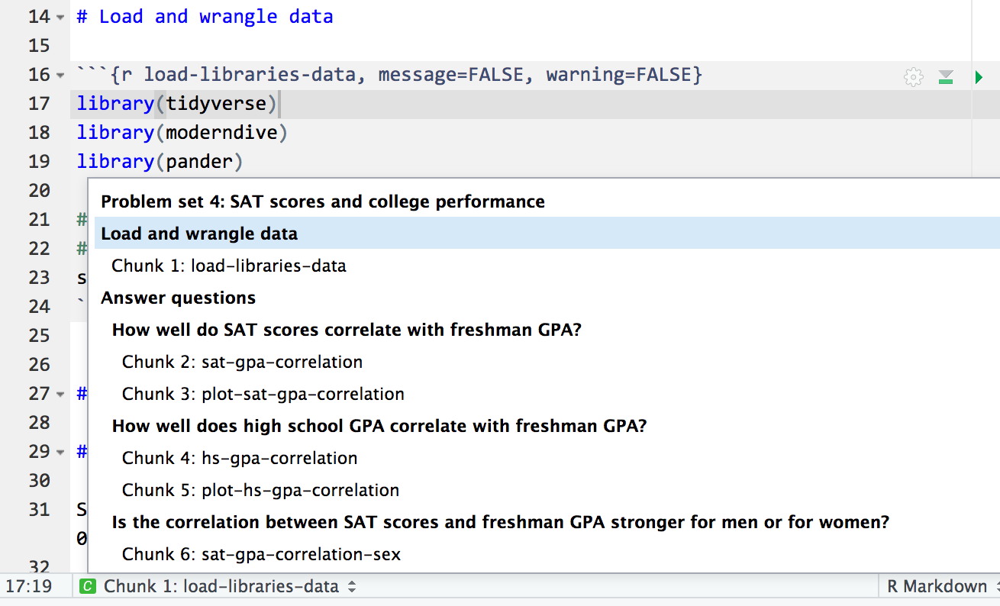 14 # Load and wrangle data
15
16 ```{r load-libraries-data, message=FALSE, warning=FALSE}
17 library(tidyverse)
18 library(moderndive)
19 library(pander)
20
Problem set 4: SAT scores and college performance
21 #
Load and wrangle data
22 #
Chunk 1: load-libraries-data
23 s
Answer questions
24 `
How well do SAT scores correlate with freshman GPA?
25
Chunk 2: sat-gpa-correlation
26
Chunk 3: plot-sat-gpa-correlation
27 #
How well does high school GPA correlate with freshman GPA?
28
29 #
Chunk 4: hs-gpa-correlation
30
Chunk 5: plot-hs-gpa-correlation
31 S
Is the correlation between SAT scores and freshman GPA stronger for men or for women?
0
Chunk 6: sat-gpa-correlation-sex
32
17:19 C Chunk 1: load-libraries-data R Markdown